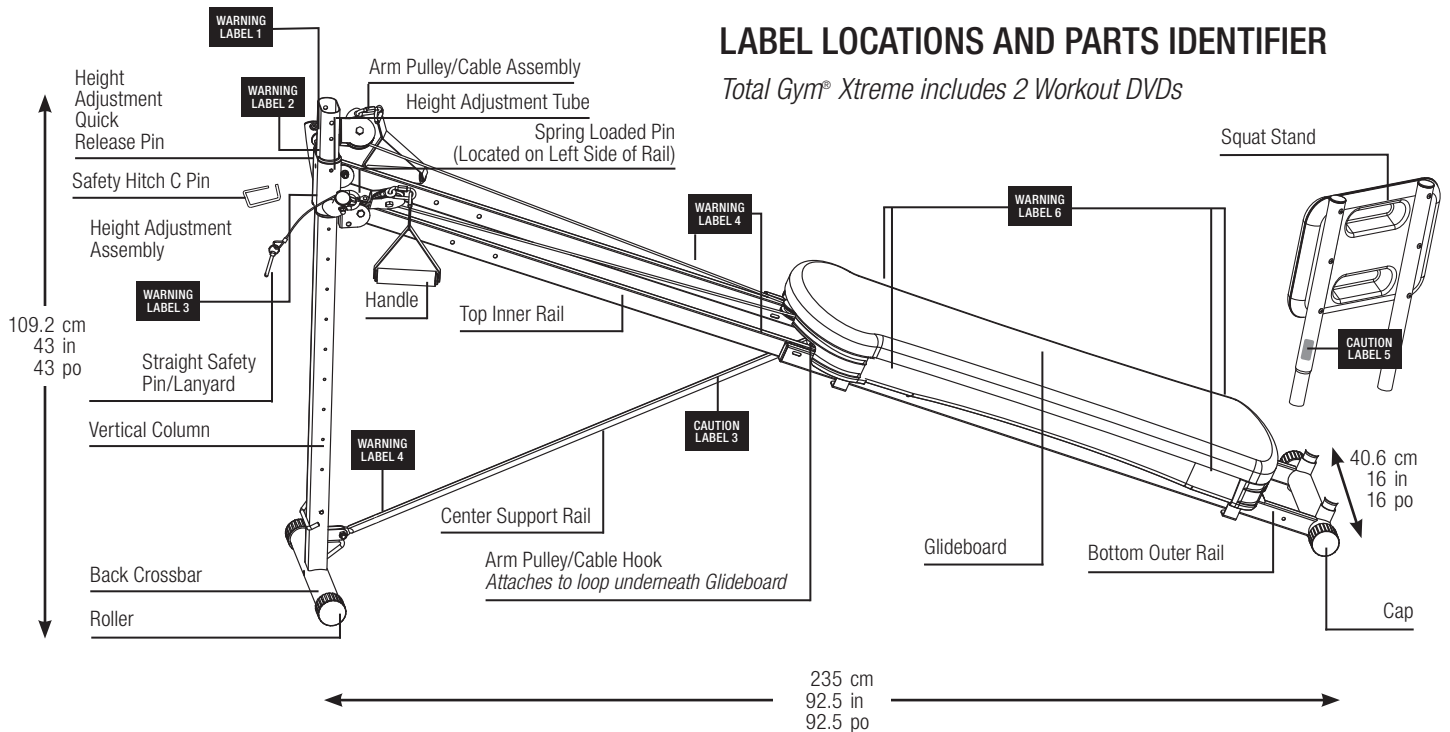 LABEL LOCATIONS AND PARTS IDENTIFIER
Total Gym® Xtreme includes 2 Workout DVDs
WARNING
LABEL 1
Height
Adjustment
Quick
Release Pin
WARNING
LABEL 2
Arm Pulley/Cable Assembly
Height Adjustment Tube
Spring Loaded Pin
(Located on Left Side of Rail)
Squat Stand
Safety Hitch C Pin
WARNING
LABEL 4
WARNING
LABEL 6
Height Adjustment
Assembly
WARNING
LABEL 3
Handle
Top Inner Rail
109.2 cm
43 in
43 po
CAUTION
LABEL 5
Straight Safety
Pin/Lanyard
Vertical Column
WARNING
LABEL 4
CAUTION
LABEL 3
40.6 cm
16 in
16 po
Center Support Rail
Arm Pulley/Cable Hook
Attaches to loop underneath Glideboard
Glideboard
Bottom Outer Rail
Back Crossbar
Roller
Cap
235 cm
92.5 in
92.5 po